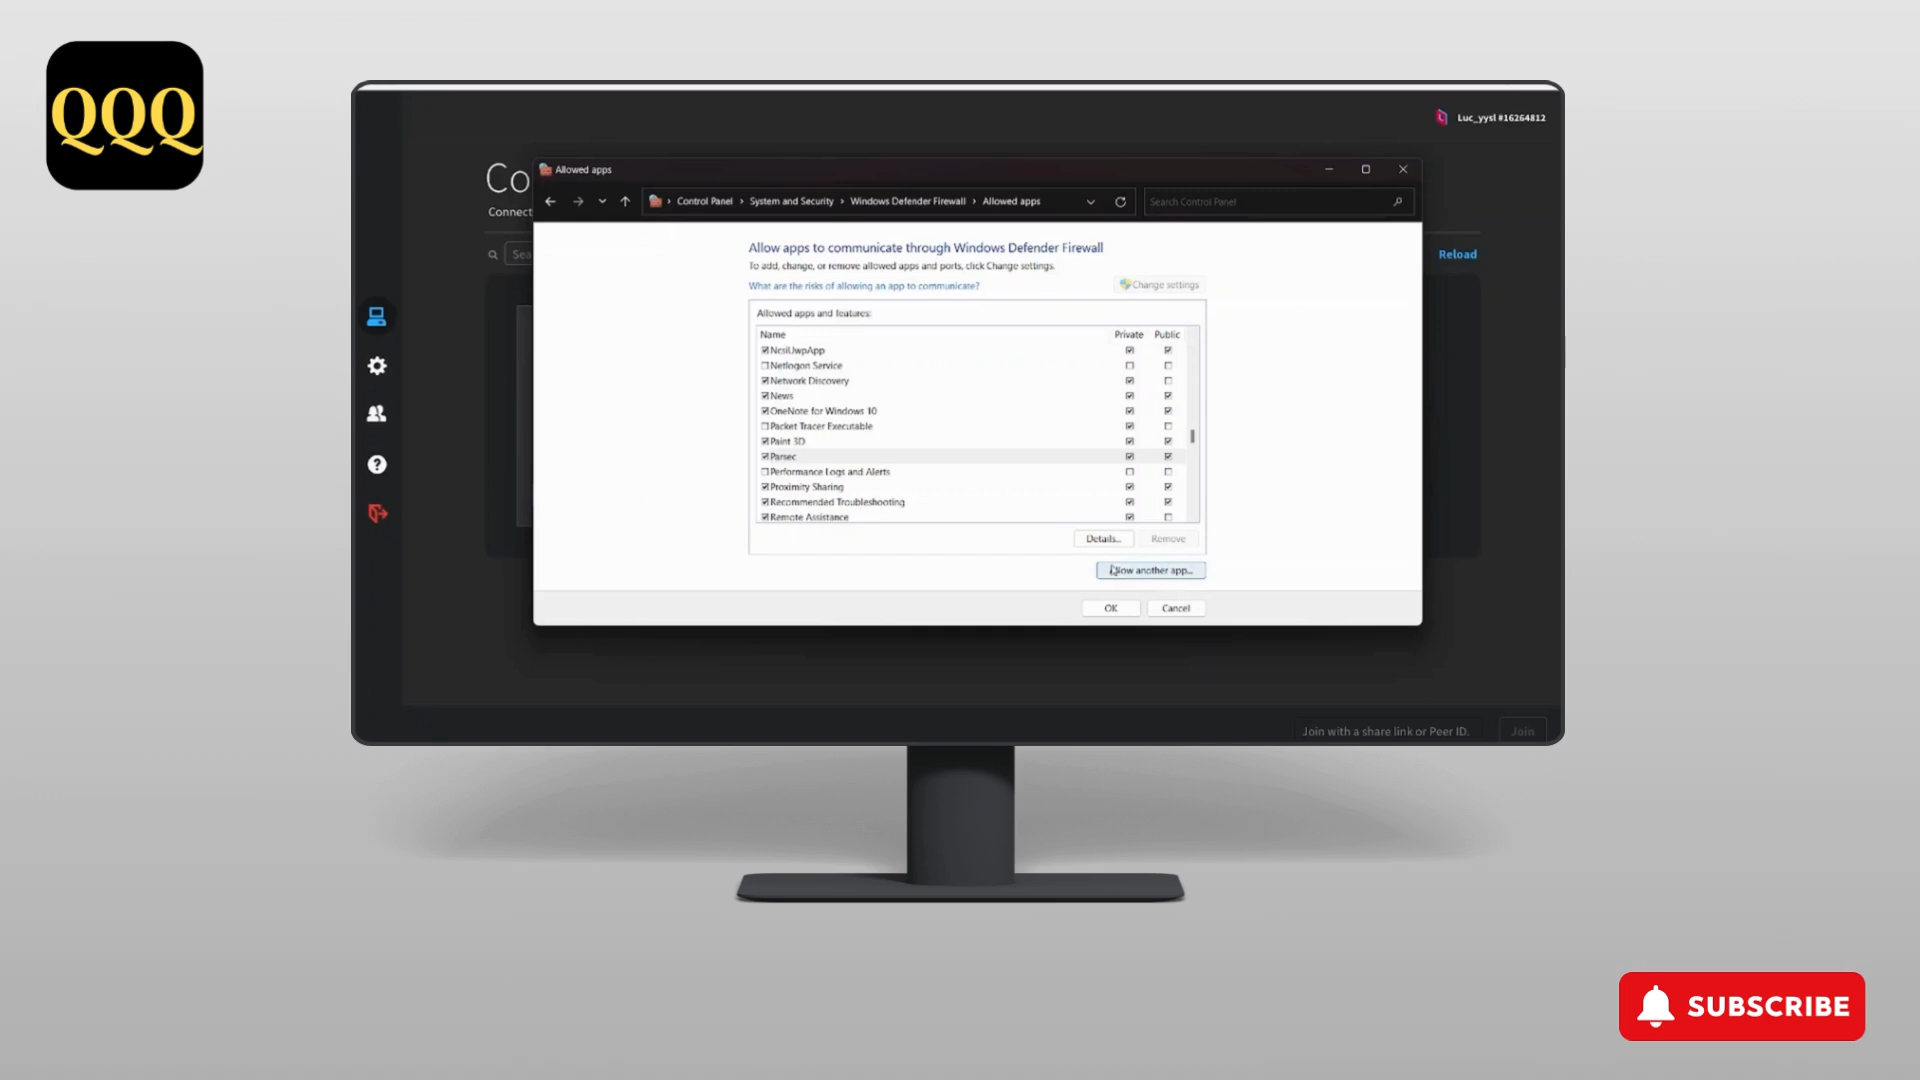 QQQ
Luc_yysl #16264812
Co
Allowed apps
Control Panel › System and Security › Windows Defender Firewall › Allowed apps
Search Control Panel
Connect
Sea
Reload
Allow apps to communicate through Windows Defender Firewall
To add, change, or remove allowed apps and ports, click Change settings.
What are the risks of allowing an app to communicate?
Change settings
Allowed apps and features:
Name Private Public
NcsiUwpApp
Netlogon Service
Network Discovery
News
OneNote for Windows 10
Packet Tracer Executable
Paint 3D
Parsec
Performance Logs and Alerts
Proximity Sharing
Recommended Troubleshooting
Remote Assistance
Details... Remove
Allow another app...
OK Cancel
Join with a share link or Peer ID. Join
SUBSCRIBE